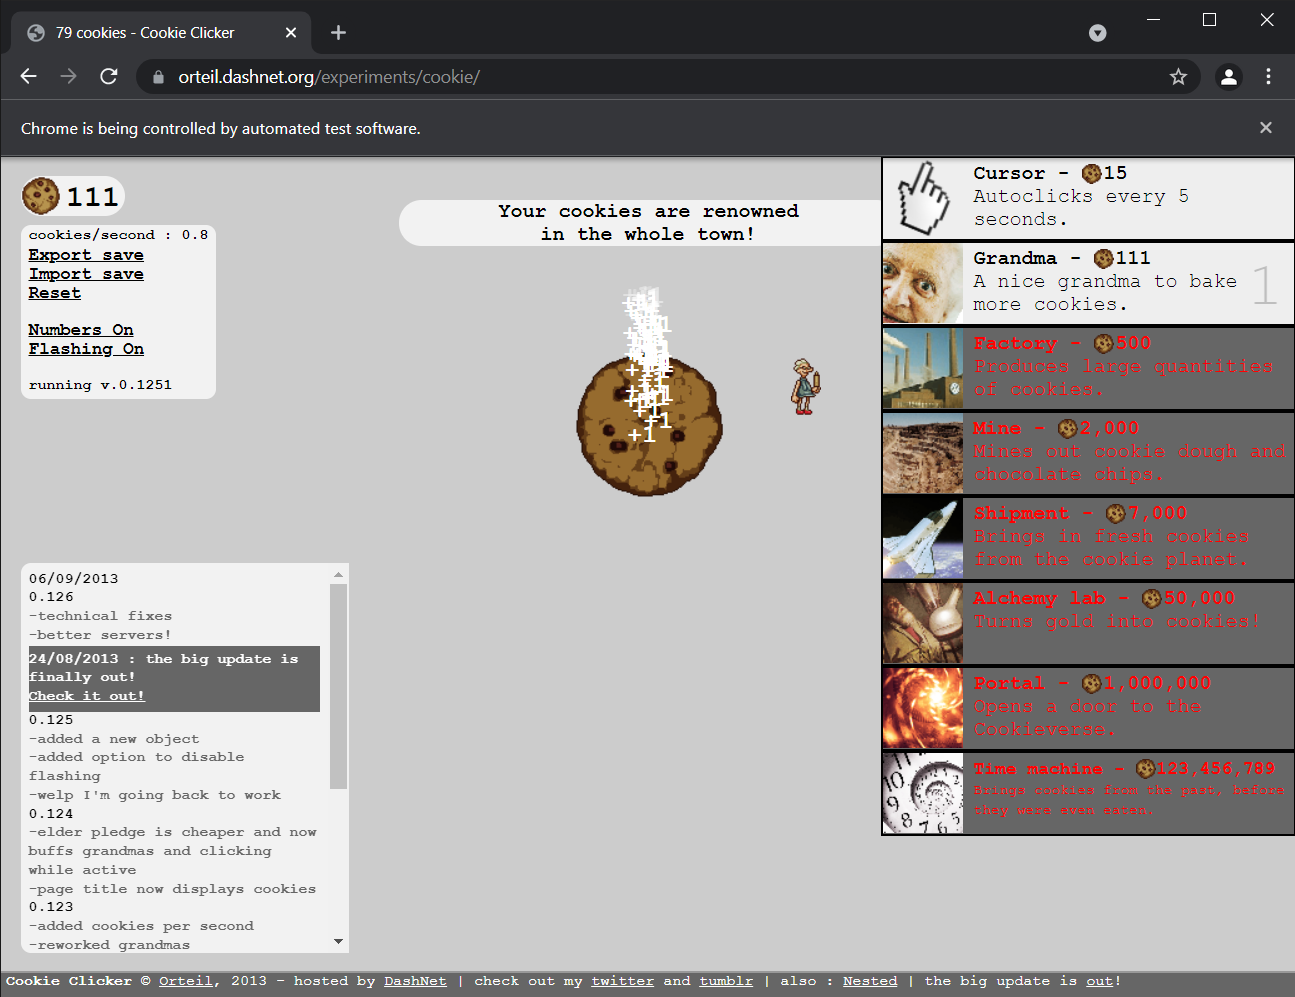 79 cookies - Cookie Clicker
orteil.dashnet.org/experiments/cookie/
Chrome is being controlled by automated test software.
111
cookies/second : 0.8
Export save
Import save
Reset
Numbers On
Flashing On
running v.0.1251
Your cookies are renowned
in the whole town!
+1
+1
+1
+1
Cursor - 15
Autoclicks every 5
seconds.
Grandma - 111
A nice grandma to bake
more cookies.
1
Factory - 500
Produces large quantities
of cookies.
Mine - 2,000
Mines out cookie dough and
chocolate chips.
Shipment - 7,000
Brings in fresh cookies
from the cookie planet.
Alchemy lab - 50,000
Turns gold into cookies!
Portal - 1,000,000
Opens a door to the
Cookieverse.
Time machine - 123,456,789
Brings cookies from the past, before
they were even eaten.
06/09/2013
0.126
-technical fixes
-better servers!
24/08/2013 : the big update is
finally out!
Check it out!
0.125
-added a new object
-added option to disable
flashing
-welp I'm going back to work
0.124
-elder pledge is cheaper and now
buffs grandmas and clicking
while active
-page title now displays cookies
0.123
-added cookies per second
-reworked grandmas
Cookie Clicker © Orteil, 2013 - hosted by DashNet | check out my twitter and tumblr | also : Nested | the big update is out!